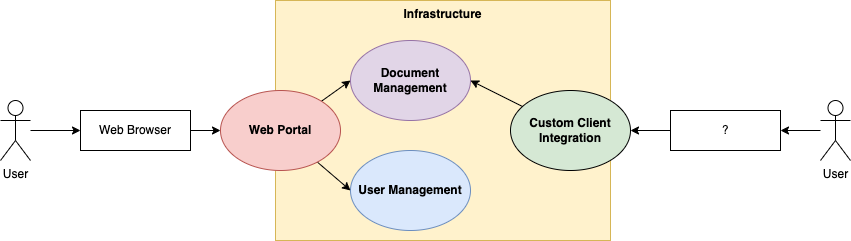 Infrastructure
Document
Management
Web Browser
Web Portal
Custom Client
Integration
?
User
User Management
User